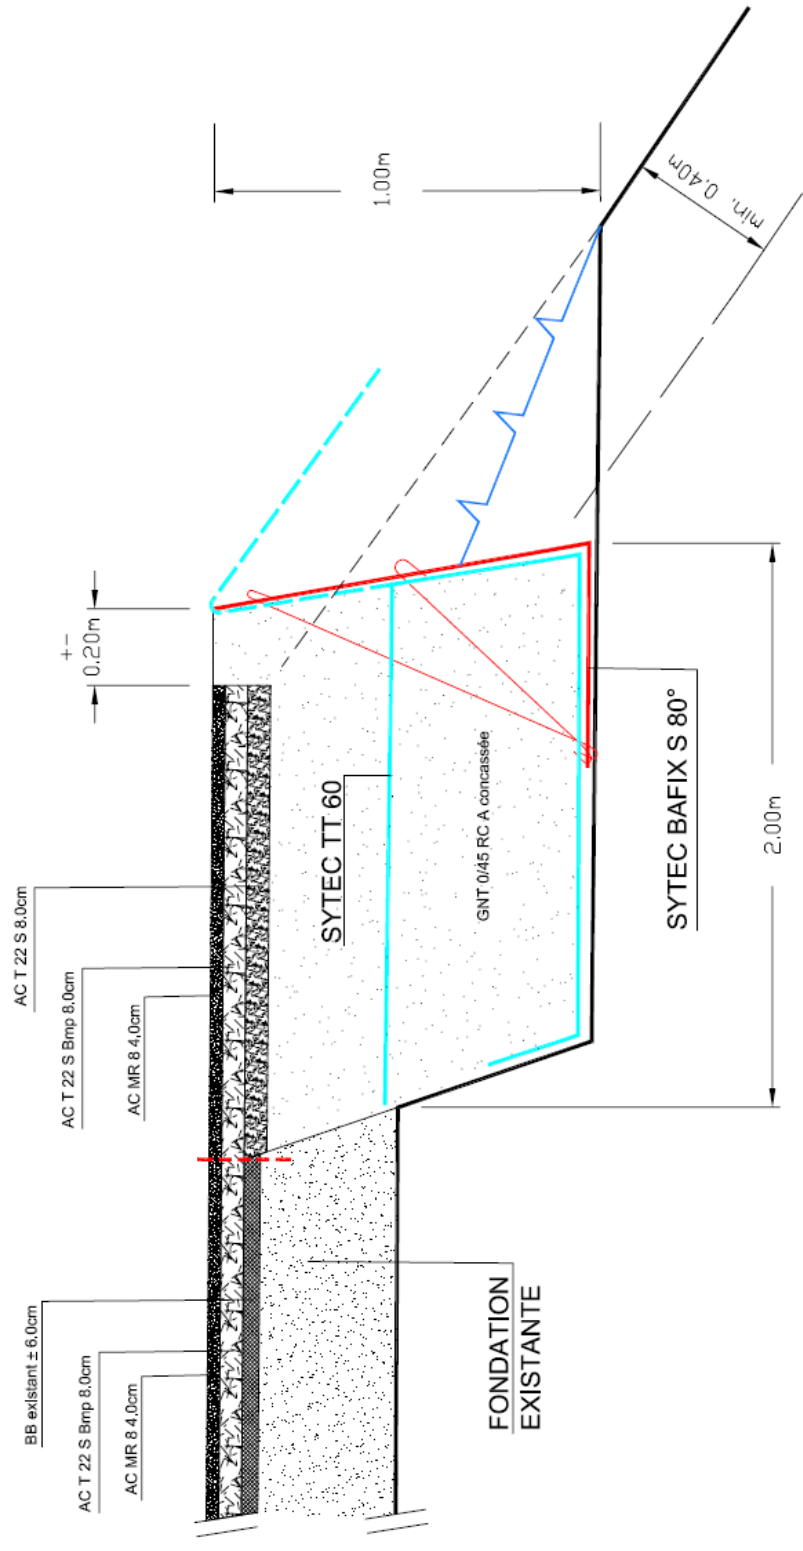 BB existant ± 6.0cm
AC T 22 S Bmp 8.0cm
AC MR 8 4,0cm
AC T 22 S 8.0cm
AC T 22 S Bmp 8.0cm
AC MR 8 4,0cm
+-
0.20m
1.00m
min. 0.40m
SYTEC TT 60
GNT 0/45 RC A concassée
SYTEC BAFIX S 80°
2.00m
FONDATION
EXISTANTE